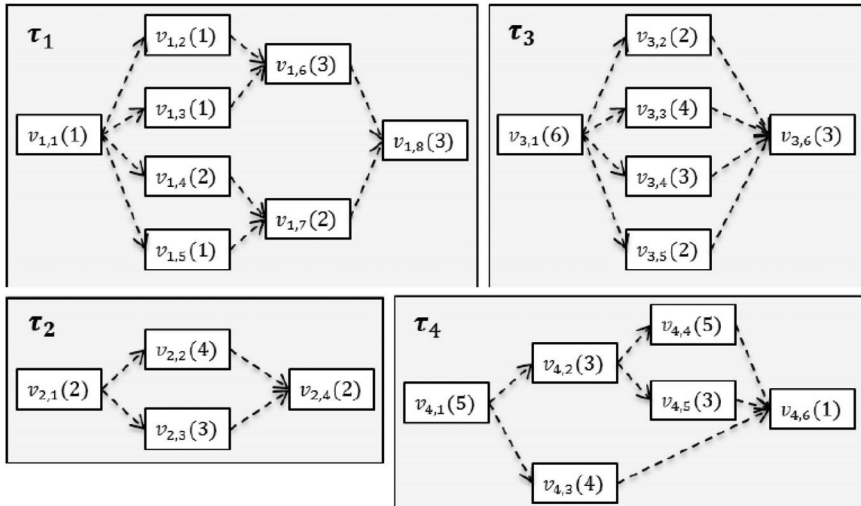 τ₁
v₁,₂(1)
v₁,₆(3)
v₁,₃(1)
v₁,₁(1)
v₁,₈(3)
v₁,₄(2)
v₁,₇(2)
v₁,₅(1)
τ₃
v₃,₂(2)
v₃,₃(4)
v₃,₁(6)
v₃,₆(3)
v₃,₄(3)
v₃,₅(2)
τ₂
v₂,₂(4)
v₂,₁(2)
v₂,₄(2)
v₂,₃(3)
τ₄
v₄,₄(5)
v₄,₂(3)
v₄,₅(3)
v₄,₁(5)
v₄,₆(1)
v₄,₃(4)